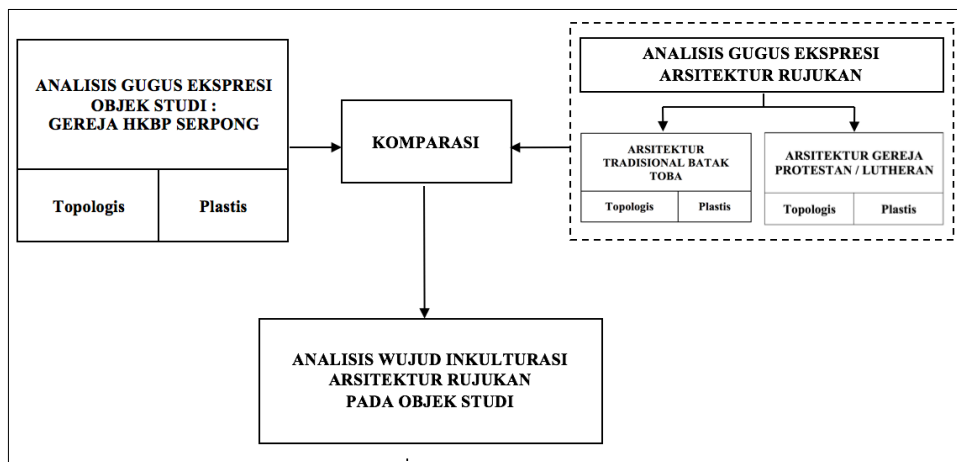 ANALISIS GUGUS EKSPRESI
OBJEK STUDI :
GEREJA HKBP SERPONG
Topologis
Plastis
KOMPARASI
ANALISIS GUGUS EKSPRESI
ARSITEKTUR RUJUKAN
ARSITEKTUR
TRADISIONAL BATAK
TOBA
Topologis
Plastis
ARSITEKTUR GEREJA
PROTESTAN / LUTHERAN
Topologis
Plastis
ANALISIS WUJUD INKULTURASI
ARSITEKTUR RUJUKAN
PADA OBJEK STUDI